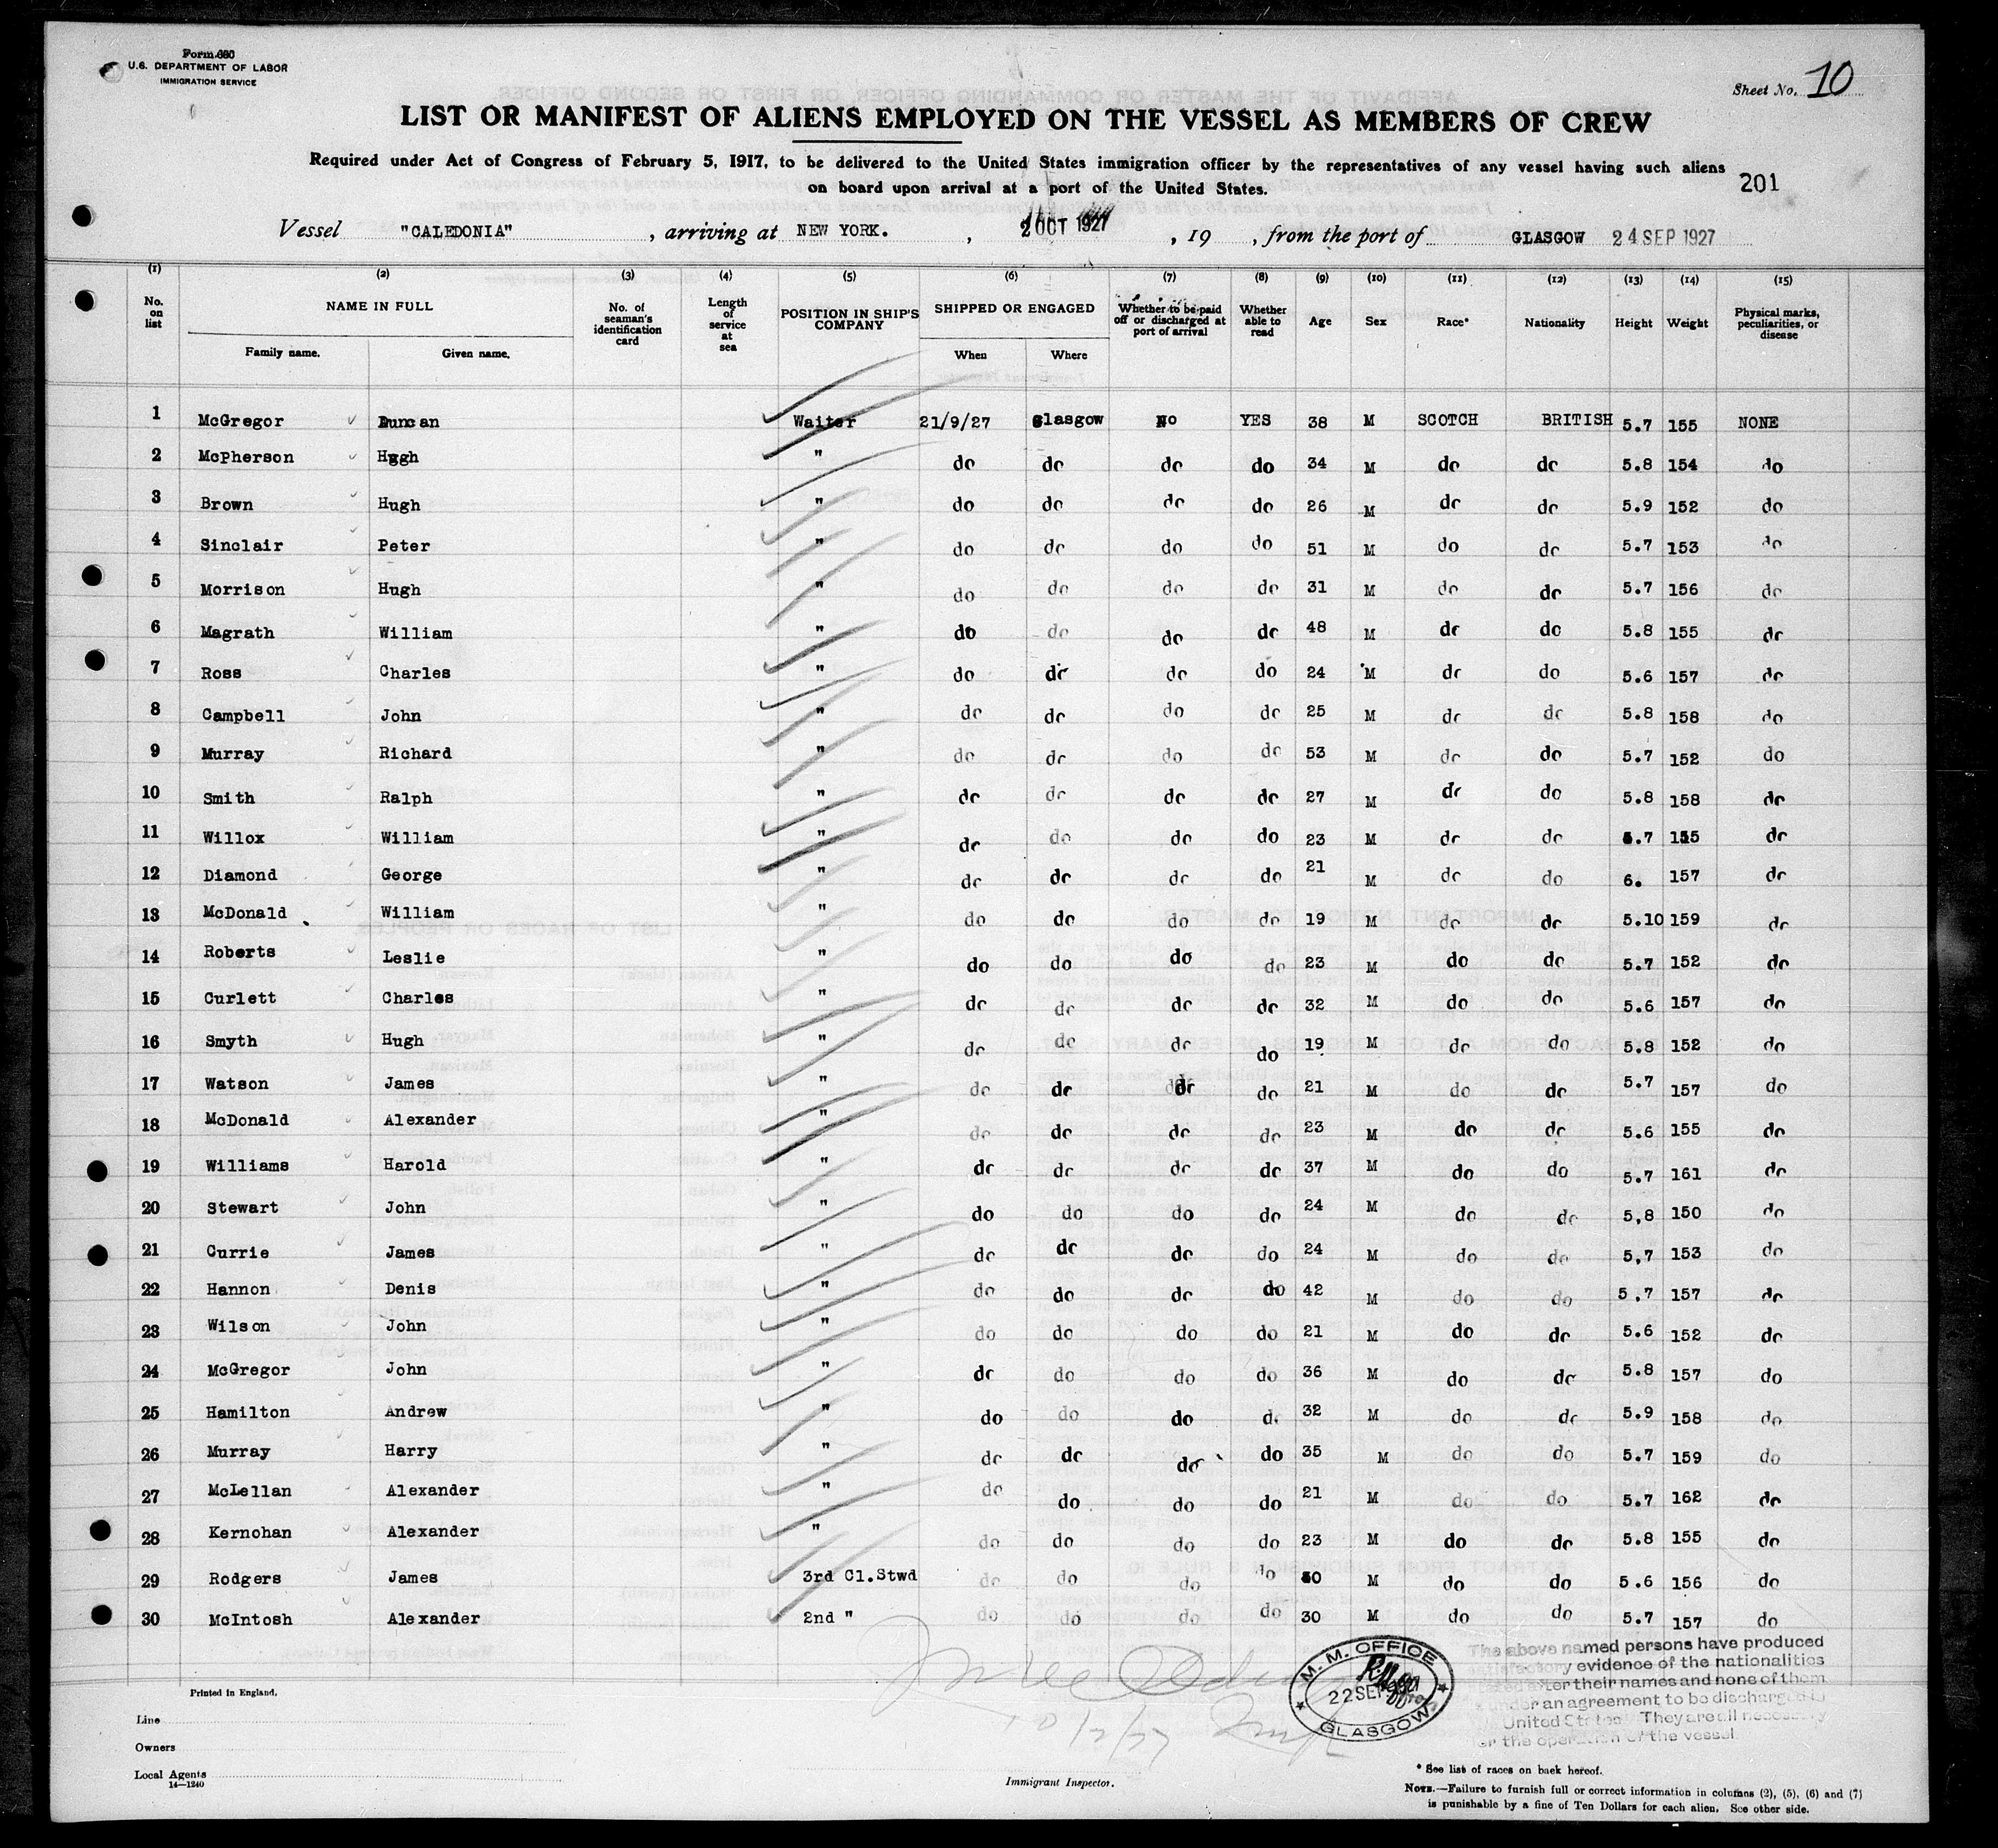 Form 680
U.S. DEPARTMENT OF LABOR
IMMIGRATION SERVICE
Sheet No. 10
LIST OR MANIFEST OF ALIENS EMPLOYED ON THE VESSEL AS MEMBERS OF CREW
Required under Act of Congress of February 5, 1917, to be delivered to the United States immigration officer by the representatives of any vessel having such aliens
on board upon arrival at a port of the United States.
201
Vessel "CALEDONIA" , arriving at NEW YORK. , 2 OCT 1927 , 19 , from the port of GLASGOW 24 SEP 1927
(1) (2) (3) (4) (5) (6) (7) (8) (9) (10) (11) (12) (13) (14) (15)
No. on list NAME IN FULL Family name. Given name. No. of seaman's identification card Length of service at sea POSITION IN SHIP'S COMPANY SHIPPED OR ENGAGED When Where Whether to be paid off or discharged at port of arrival Whether able to read Age Sex Race* Nationality Height Weight Physical marks, peculiarities, or disease
1 McGregor Duncan Waiter 21/9/27 Glasgow No YES 38 M SCOTCH BRITISH 5.7 155 NONE
2 McPherson Hugh " do do do do 34 M do do 5.8 154 do
3 Brown Hugh " do do do do 26 M do do 5.9 152 do
4 Sinclair Peter " do do do do 51 M do do 5.7 153 do
5 Morrison Hugh " do do do do 31 M do do 5.7 156 do
6 Magrath William " do do do do 48 M do do 5.8 155 do
7 Ross Charles " do do do do 24 M do do 5.6 157 do
8 Campbell John " do do do do 25 M do do 5.8 158 do
9 Murray Richard " do do do do 53 M do do 5.7 152 do
10 Smith Ralph " do do do do 27 M do do 5.8 158 do
11 Willox William " do do do do 23 M do do 5.7 155 do
12 Diamond George " do do do do 21 M do do 6. 157 do
13 McDonald William " do do do do 19 M do do 5.10 159 do
14 Roberts Leslie " do do do do 23 M do do 5.7 152 do
15 Curlett Charles " do do do do 32 M do do 5.6 157 do
16 Smyth Hugh " do do do do 19 M do do 5.8 152 do
17 Watson James " do do do do 21 M do do 5.7 157 do
18 McDonald Alexander " do do do do 23 M do do 5.6 155 do
19 Williams Harold " do do do do 37 M do do 5.7 161 do
20 Stewart John " do do do do 24 M do do 5,8 150 do
21 Currie James " do do do do 24 M do do 5,7 153 do
22 Hannon Denis " do do do do 42 M do do 5,7 157 do
23 Wilson John " do do do do 21 M do do 5.6 152 do
24 McGregor John " do do do do 36 M do do 5.8 157 do
25 Hamilton Andrew " do do do do 32 M do do 5.9 158 do
26 Murray Harry " do do do do 35 M do do 5.7 159 do
27 McLellan Alexander " do do do do 21 M do do 5.7 162 do
28 Kernohan Alexander " do do do do 23 M do do 5.8 155 do
29 Rodgers James 3rd Cl.Stwd do do do do M do do 5.6 156 do
30 McIntosh Alexander 2nd " do do do do 30 M do do 5.7 157 do
M. M. OFFICE
22 SEP
GLASGOW
The above named persons have produced
satisfactory evidence of the nationalities
stated after their names and none of them
under an agreement to be discharged in
United States They are all necessary
for the operation of the vessel
Printed in England.
Line
Owners
Local Agents
14—1240
10/2/27
Immigrant Inspector.
* See list of races on back hereof.
NOTE.—Failure to furnish full or correct information in columns (2), (5), (6) and (7)
is punishable by a fine of Ten Dollars for each alien. See other side.